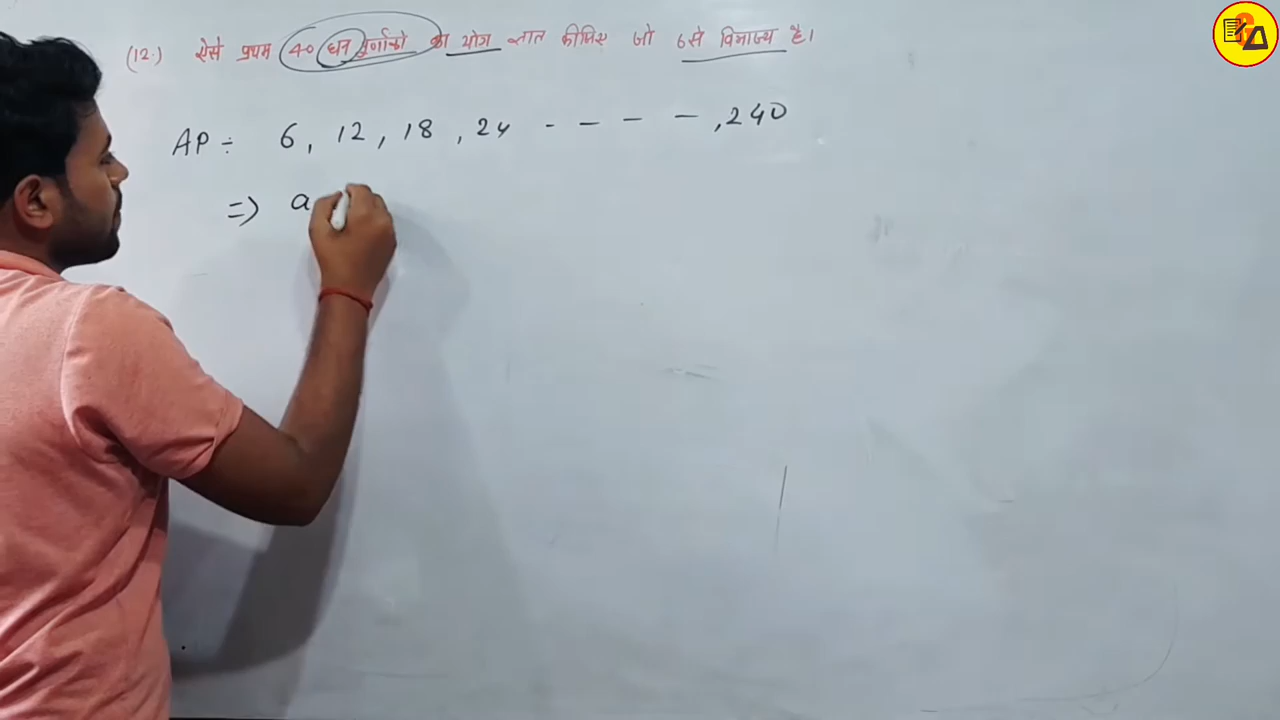 (12.) ऐसे प्रथम 40 धन पूर्णांको का योग ज्ञात कीजिए जो 6 से विभाज्य है।
AP ÷ 6, 12, 18, 24 - - - - , 240
=> a